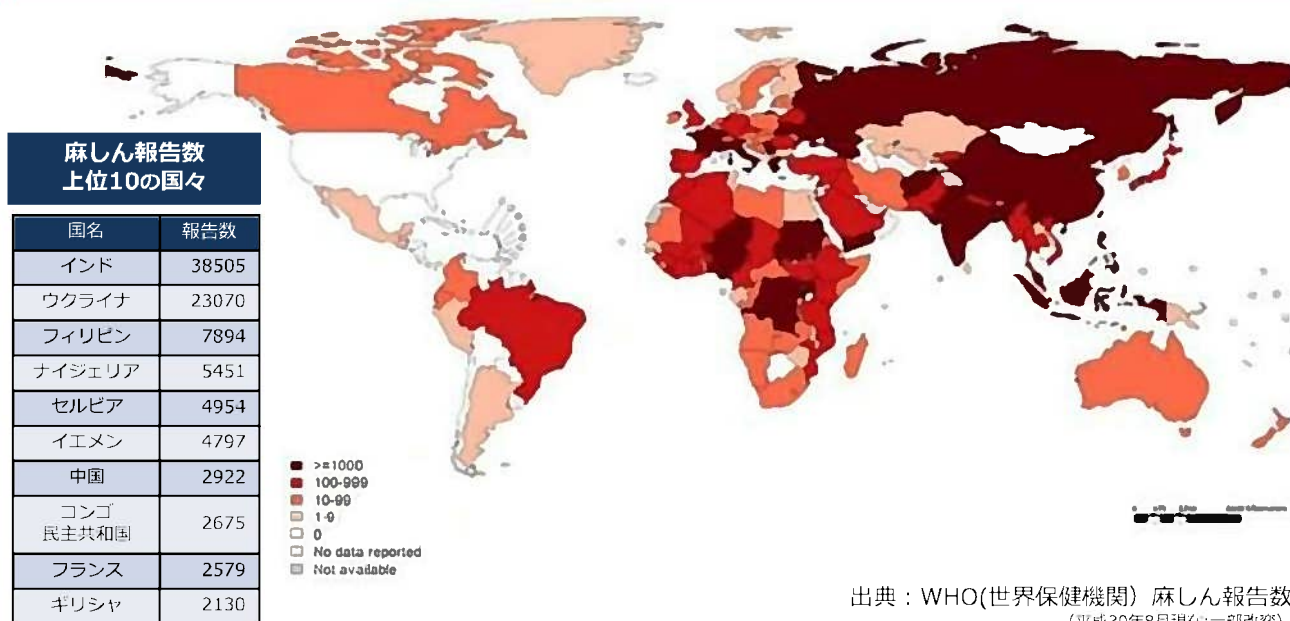 麻しん報告数
上位10の国々
国名 報告数
インド 38505
ウクライナ 23070
フィリピン 7894
ナイジェリア 5451
セルビア 4954
イエメン 4797
中国 2922
コンゴ
民主共和国 2675
フランス 2579
ギリシャ 2130
>=1000
100-999
10-99
1-9
0
No data reported
Not available
出典：WHO(世界保健機関）麻しん報告数